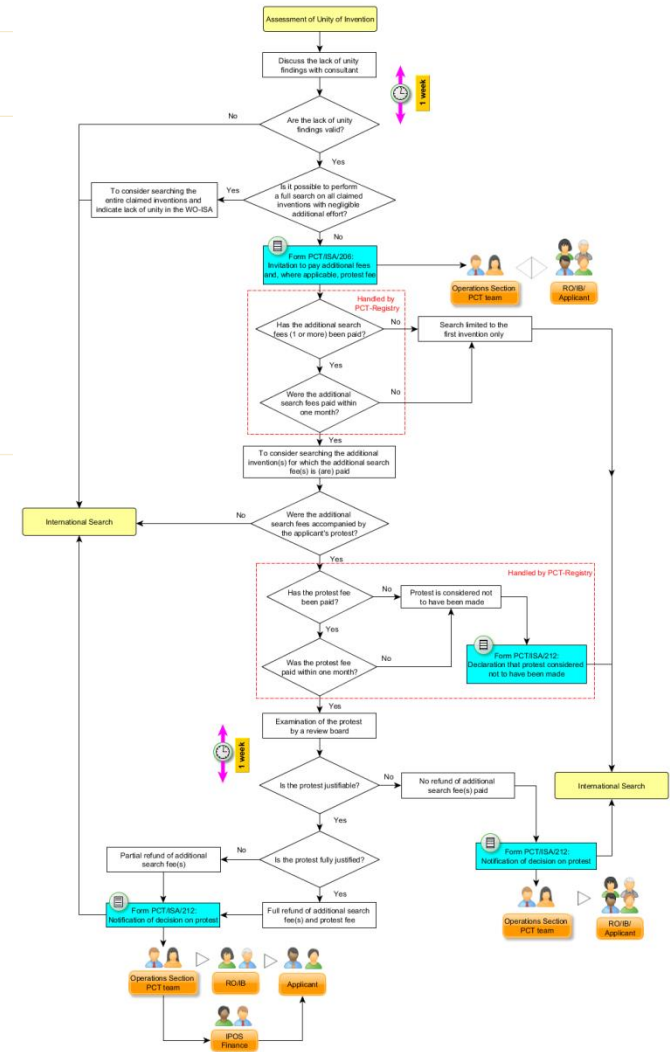 Assessment of Unity of Invention
Discuss the lack of unity
findings with consultant
1 week
Are the lack of unity
findings valid?
No
Yes
Is it possible to perform
a full search on all claimed
inventions with negligible
additional effort?
Yes
To consider searching the
entire claimed inventions and
indicate lack of unity in the WO-ISA
No
Form PCT/ISA/206:
Invitation to pay additional fees
and, where applicable, protest fee
Operations Section
PCT team
RO/IB/
Applicant
Handled by
PCT-Registry
Has the additional search
fees (1 or more) been paid?
No
Search limited to the
first invention only
Yes
Were the additional
search fees paid within
one month?
No
Yes
To consider searching the additional
invention(s) for which the additional search
fee(s) is (are) paid
Were the additional
search fees accompanied by
the applicant's protest?
No
International Search
Yes
Handled by PCT-Registry
Has the protest fee
been paid?
No
Protest is considered not
to have been made
Yes
Form PCT/ISA/212:
Declaration that protest considered
not to have been made
Was the protest fee
paid within one month?
No
Yes
Examination of the protest
by a review board
1 week
Is the protest justifiable?
No
No refund of additional
search fee(s) paid
International Search
Yes
Form PCT/ISA/212:
Notification of decision on protest
Operations Section
PCT team
RO/IB/
Applicant
Is the protest fully justified?
No
Partial refund of additional
search fee(s)
Yes
Full refund of additional search
fee(s) and protest fee
Form PCT/ISA/212:
Notification of decision on protest
Operations Section
PCT team
RO/IB
Applicant
IPOS
Finance